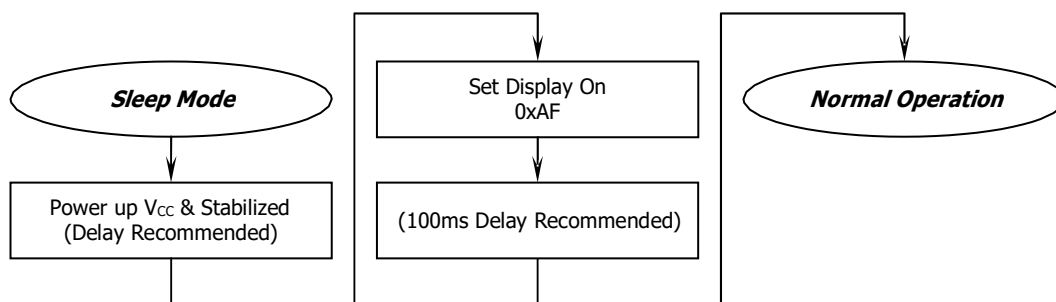 Sleep Mode
Power up VCC & Stabilized
(Delay Recommended)
Set Display On
0xAF
(100ms Delay Recommended)
Normal Operation